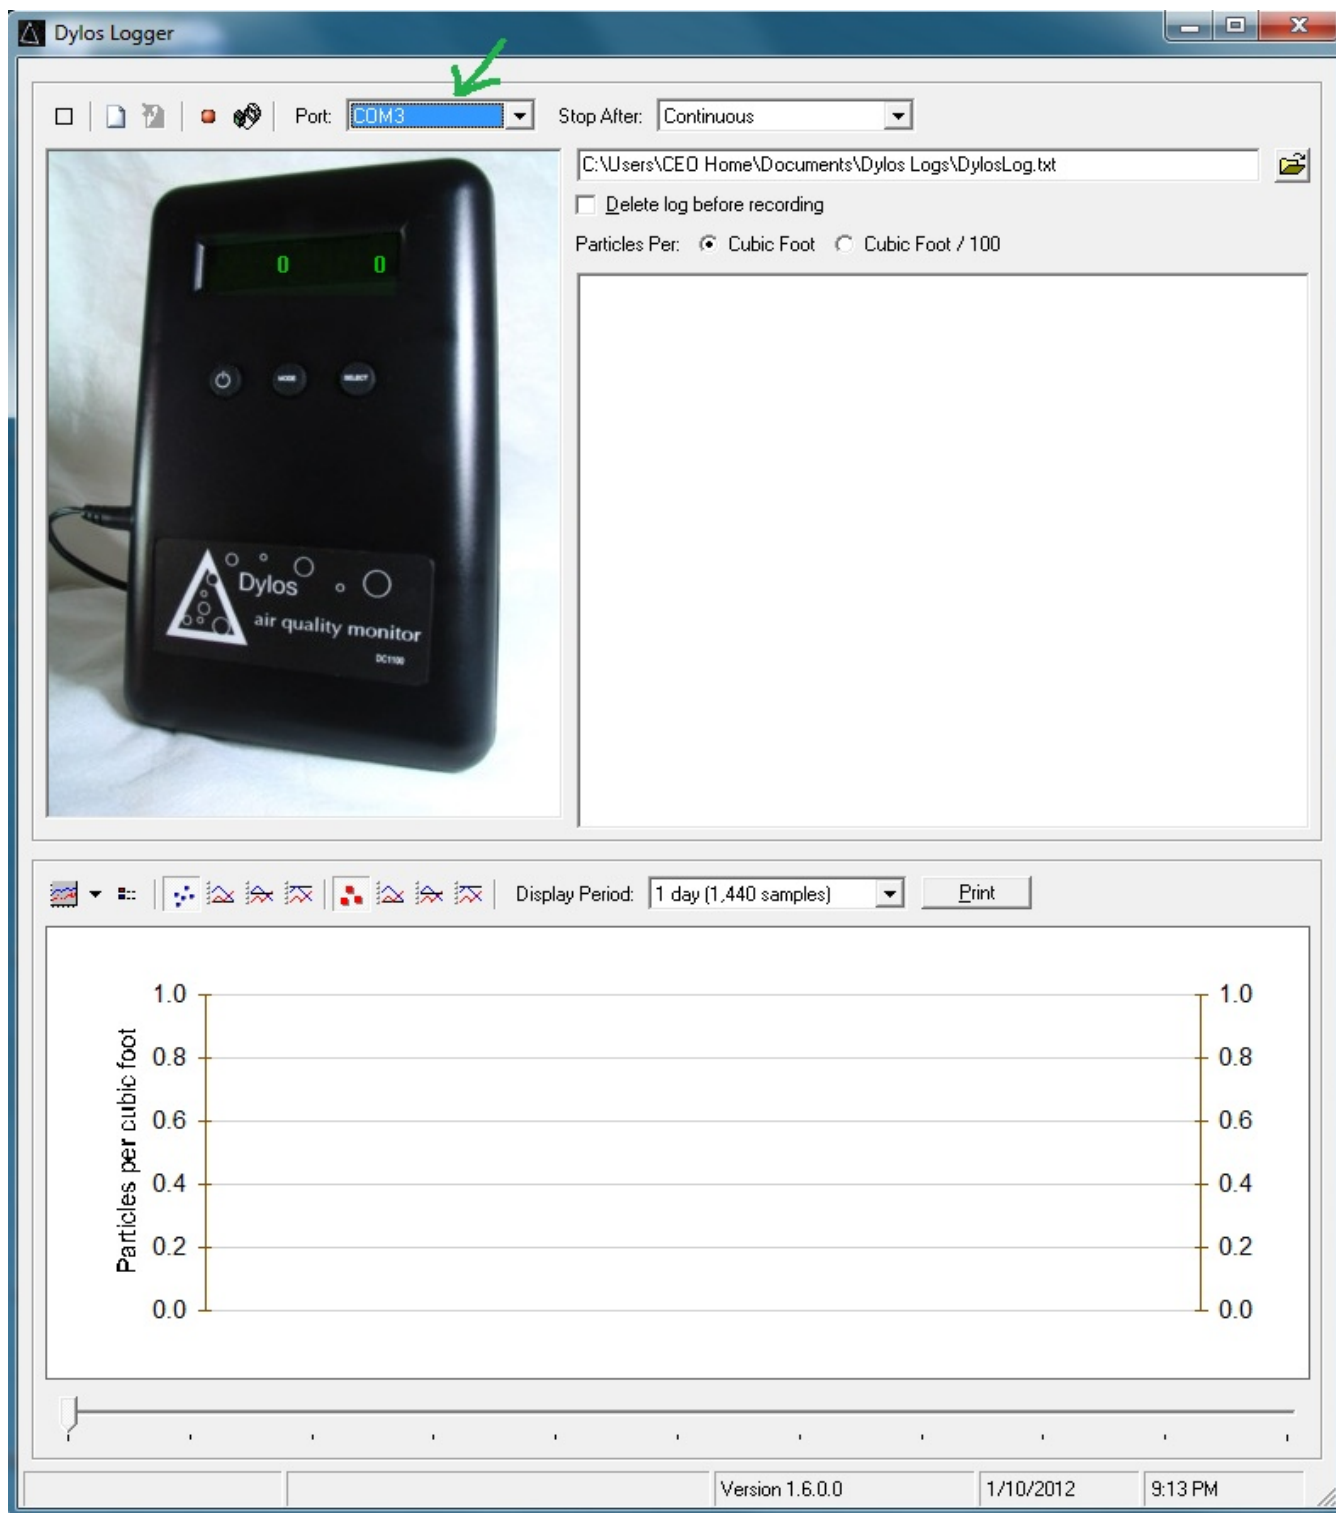 Dylos Logger
Port: COM3 Stop After: Continuous
C:\Users\CEO Home\Documents\Dylos Logs\DylosLog.txt
Delete log before recording
Particles Per: Cubic Foot Cubic Foot / 100
0 0
MODE SELECT
Dylos
air quality monitor
DC1100
Display Period: 1 day (1,440 samples) Print
Particles per cubic foot
1.0 1.0
0.8 0.8
0.6 0.6
0.4 0.4
0.2 0.2
0.0 0.0
Version 1.6.0.0 1/10/2012 9:13 PM